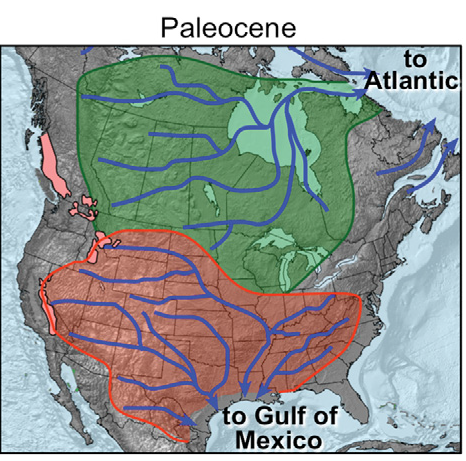 Paleocene
to
Atlantic
to Gulf of
Mexico